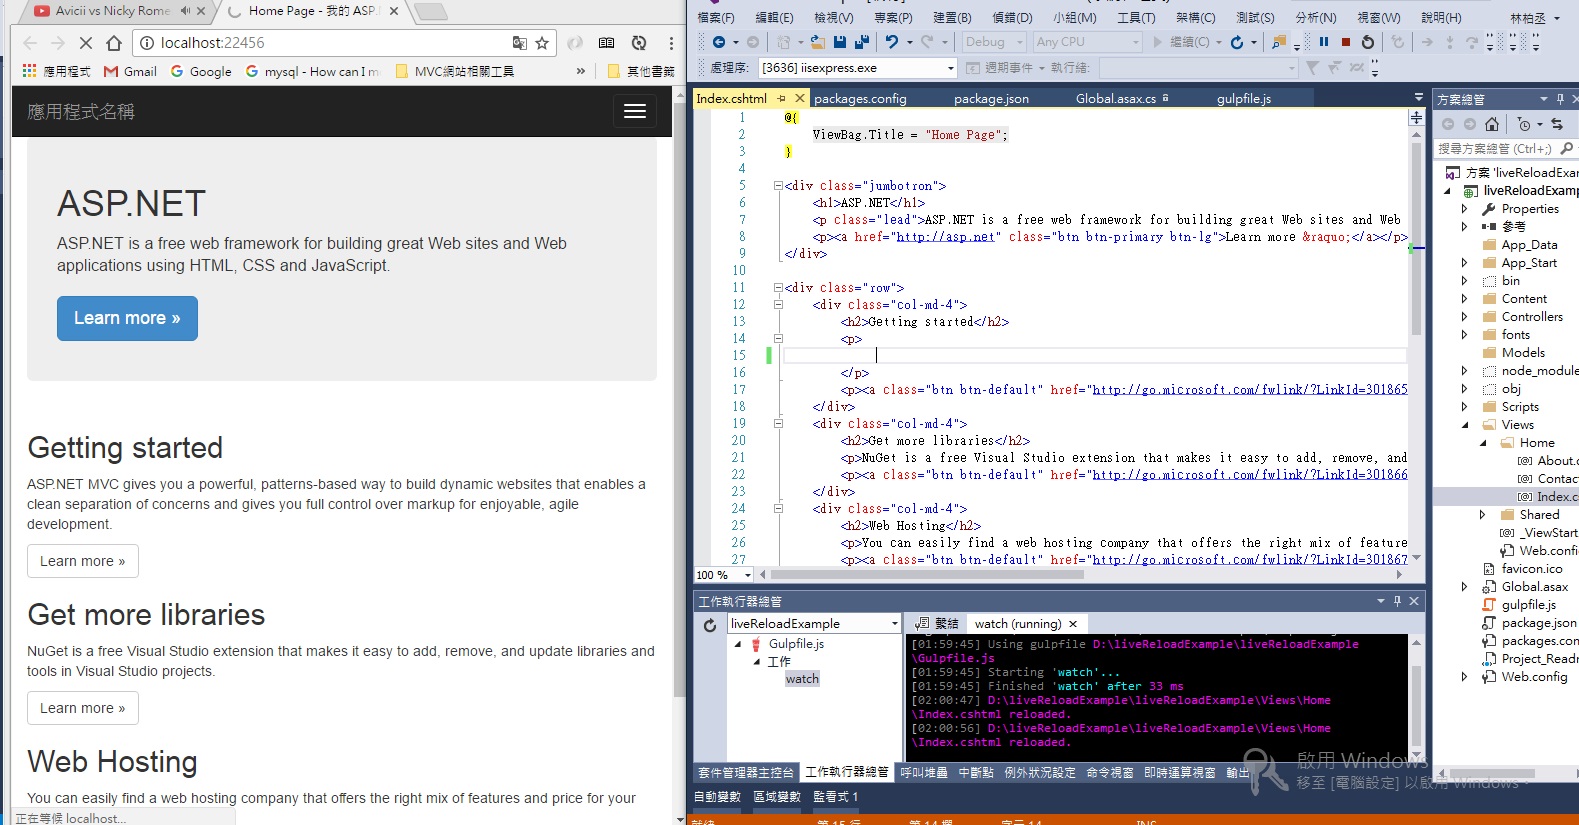 Avicii vs Nicky Rome
Home Page - 我的 ASP.
localhost:22456
應用程式
Gmail
Google
mysql - How can I m
MVC網站相關工具
»
其他書籤
應用程式名稱
ASP.NET
ASP.NET is a free web framework for building great Web sites and Web
applications using HTML, CSS and JavaScript.
Learn more »
Getting started
ASP.NET MVC gives you a powerful, patterns-based way to build dynamic websites that enables a
clean separation of concerns and gives you full control over markup for enjoyable, agile
development.
Learn more »
Get more libraries
NuGet is a free Visual Studio extension that makes it easy to add, remove, and update libraries and
tools in Visual Studio projects.
Learn more »
Web Hosting
You can easily find a web hosting company that offers the right mix of features and price for your
正在等候 localhost...
檔案(F) 編輯(E) 檢視(V) 專案(P) 建置(B) 偵錯(D) 小組(M) 工具(T) 架構(C) 測試(S) 分析(N) 視窗(W) 說明(H) 林柏丞
Debug Any CPU 繼續(C)
處理序: [3636] iisexpress.exe 週期事件 執行緒:
Index.cshtml packages.config package.json Global.asax.cs gulpfile.js
1 @{
2 ViewBag.Title = "Home Page";
3 }
4
5 <div class="jumbotron">
6 <h1>ASP.NET</h1>
7 <p class="lead">ASP.NET is a free web framework for building great Web sites and Web
8 <p><a href="http://asp.net" class="btn btn-primary btn-lg">Learn more &raquo;</a></p>
9 </div>
10
11 <div class="row">
12 <div class="col-md-4">
13 <h2>Getting started</h2>
14 <p>
15
16 </p>
17 <p><a class="btn btn-default" href="http://go.microsoft.com/fwlink/?LinkId=301865
18 </div>
19 <div class="col-md-4">
20 <h2>Get more libraries</h2>
21 <p>NuGet is a free Visual Studio extension that makes it easy to add, remove, and
22 <p><a class="btn btn-default" href="http://go.microsoft.com/fwlink/?LinkId=301866
23 </div>
24 <div class="col-md-4">
25 <h2>Web Hosting</h2>
26 <p>You can easily find a web hosting company that offers the right mix of feature
27 <p><a class="btn btn-default" href="http://go.microsoft.com/fwlink/?LinkId=301867
100 %
工作執行器總管
liveReloadExample
Gulpfile.js
工作
watch
繫結 watch (running)
[01:59:45] Using gulpfile D:\liveReloadExample\liveReloadExample
\Gulpfile.js
[01:59:45] Starting 'watch'...
[01:59:45] Finished 'watch' after 33 ms
[02:00:47] D:\liveReloadExample\liveReloadExample\Views\Home
\Index.cshtml reloaded.
[02:00:56] D:\liveReloadExample\liveReloadExample\Views\Home
\Index.cshtml reloaded.
套件管理器主控台 工作執行器總管 呼叫堆疊 中斷點 例外狀況設定 命令視窗 即時運算視窗 輸出
自動變數 區域變數 監看式 1
就緒 第 15 行 第 14 欄 字元 14 INS
方案總管
搜尋方案總管 (Ctrl+;)
方案 'liveReloadExar
liveReloadExamp
Properties
參考
App_Data
App_Start
bin
Content
Controllers
fonts
Models
node_module
obj
Scripts
Views
Home
About.c
Contac
Index.cs
Shared
_ViewStart
Web.confi
favicon.ico
Global.asax
gulpfile.js
package.json
packages.con
Project_Readr
Web.config
啟用 Windows
移至 [電腦設定] 以啟用 Windows。